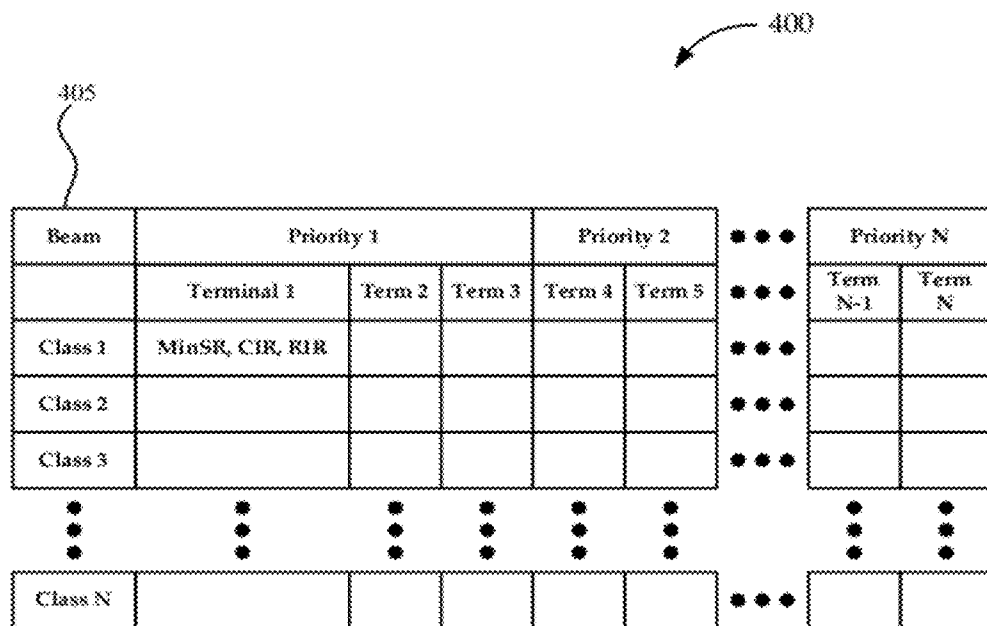 400
405
Beam Priority 1 Priority 2 Priority N
Terminal 1 Term 2 Term 3 Term 4 Term 5 Term N-1 Term N
Class 1 MinSR, CIR, RIR
Class 2
Class 3
Class N